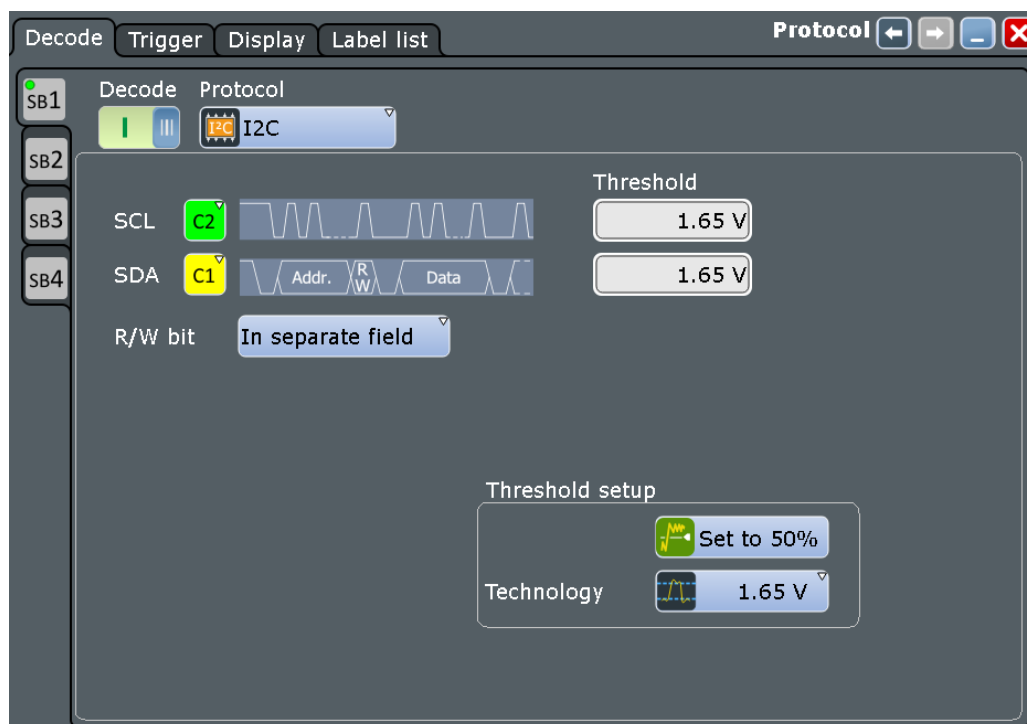 Decode Trigger Display Label list Protocol
SB1 Decode Protocol
I2C I2C
SB2
Threshold
SB3 SCL C2 1.65 V
SB4 SDA C1 Addr. R W Data 1.65 V
R/W bit In separate field
Threshold setup
Set to 50%
Technology 1.65 V